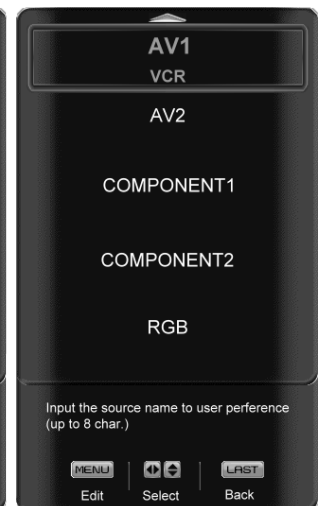 AV1
VCR
AV2
COMPONENT1
COMPONENT2
RGB
Input the source name to user perference
(up to 8 char.)
MENU LAST
Edit Select Back